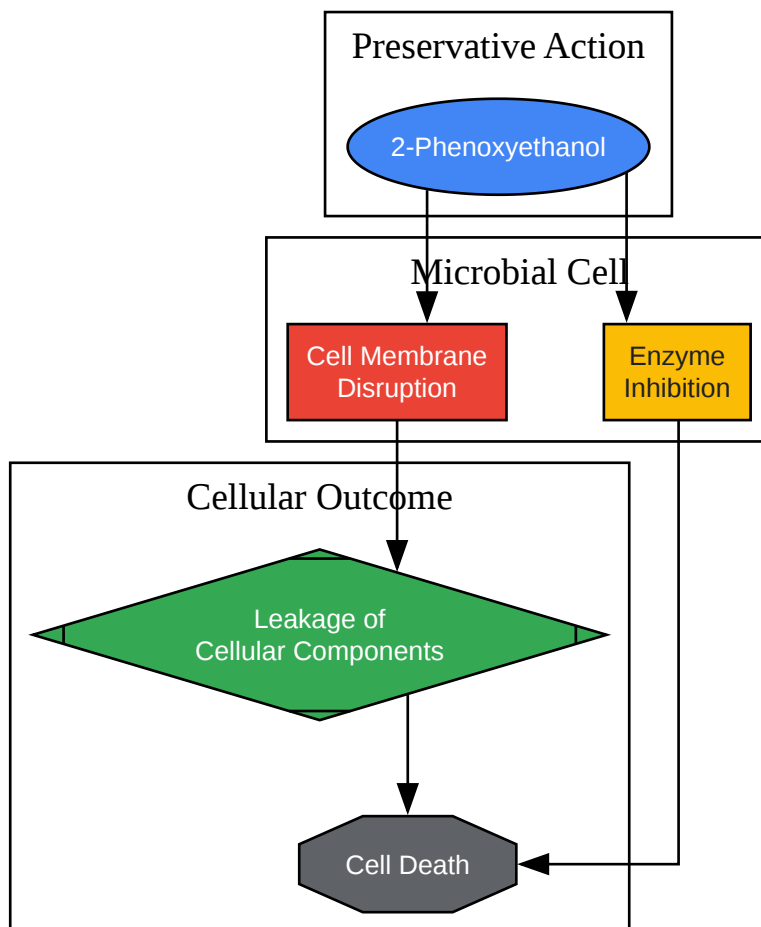 Preservative Action
2-Phenoxyethanol
Microbial Cell
Cell Membrane
Disruption
Enzyme
Inhibition
Cellular Outcome
Leakage of
Cellular Components
Cell Death